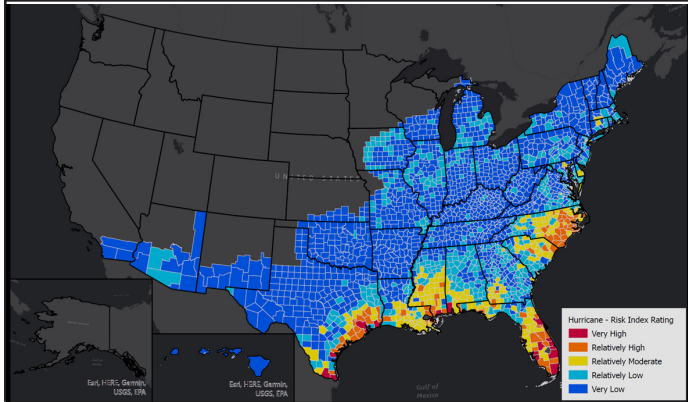 UNITED STATES
Esri, HERE, Garmin,
USGS, EPA
Esri, HERE, Garmin,
USGS, EPA
Gulf of
Mexico
Hurricane - Risk Index Rating
Very High
Relatively High
Relatively Moderate
Relatively Low
Very Low